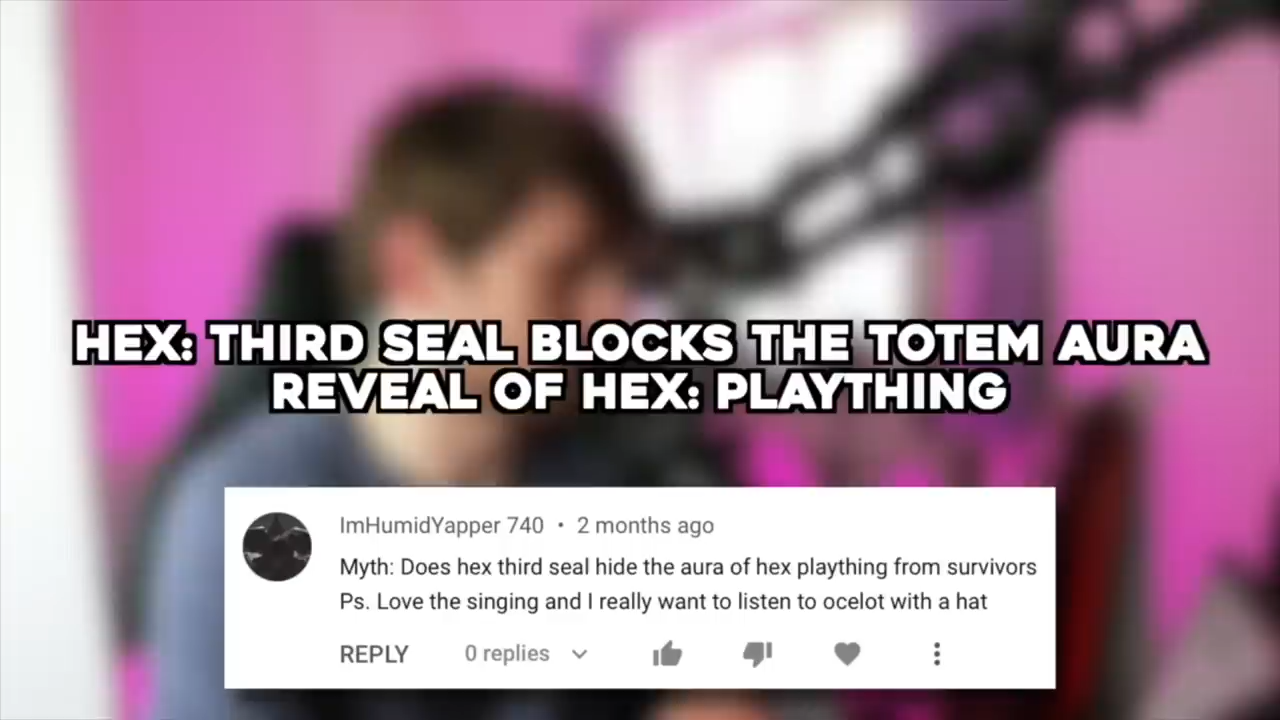 HEX: THIRD SEAL BLOCKS THE TOTEM AURA
REVEAL OF HEX: PLAYTHING
ImHumidYapper 740 • 2 months ago
Myth: Does hex third seal hide the aura of hex plaything from survivors
Ps. Love the singing and I really want to listen to ocelot with a hat
REPLY 0 replies